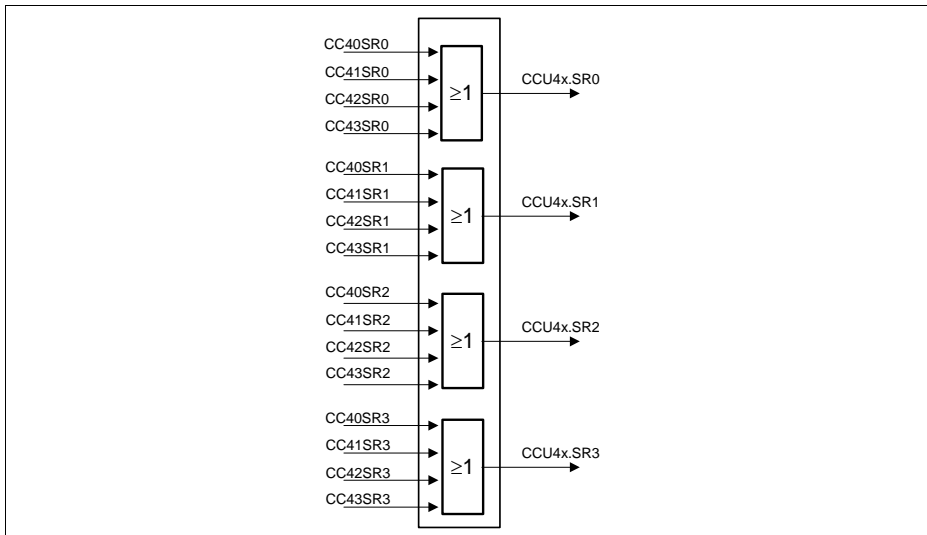 CC40SR0
CC41SR0
CC42SR0
CC43SR0
≥1
CCU4x.SR0
CC40SR1
CC41SR1
CC42SR1
CC43SR1
≥1
CCU4x.SR1
CC40SR2
CC41SR2
CC42SR2
CC43SR2
≥1
CCU4x.SR2
CC40SR3
CC41SR3
CC42SR3
CC43SR3
≥1
CCU4x.SR3